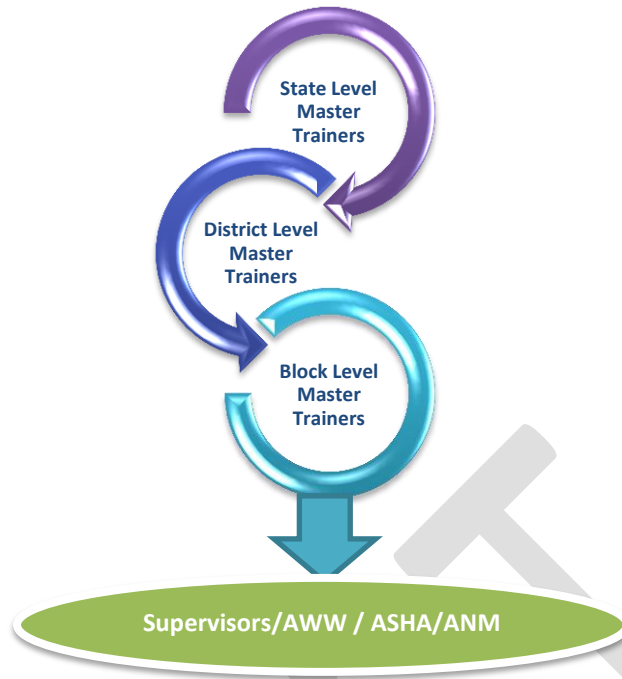 State Level
Master
Trainers
District Level
Master
Trainers
Block Level
Master
Trainers
Supervisors/AWW / ASHA/ANM